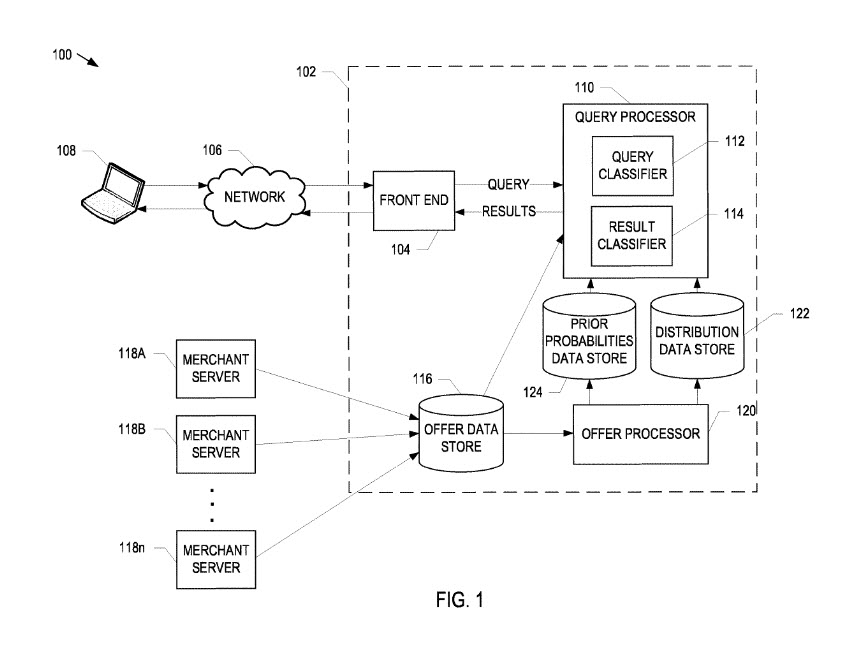 100
102
110
QUERY PROCESSOR
108
106
112
QUERY
CLASSIFIER
NETWORK
FRONT END
QUERY
RESULTS
114
RESULT
CLASSIFIER
104
122
PRIOR
PROBABILITIES
DATA STORE
DISTRIBUTION
DATA STORE
118A
MERCHANT
SERVER
116
124
120
118B
MERCHANT
SERVER
OFFER DATA
STORE
OFFER PROCESSOR
118n
MERCHANT
SERVER
FIG. 1